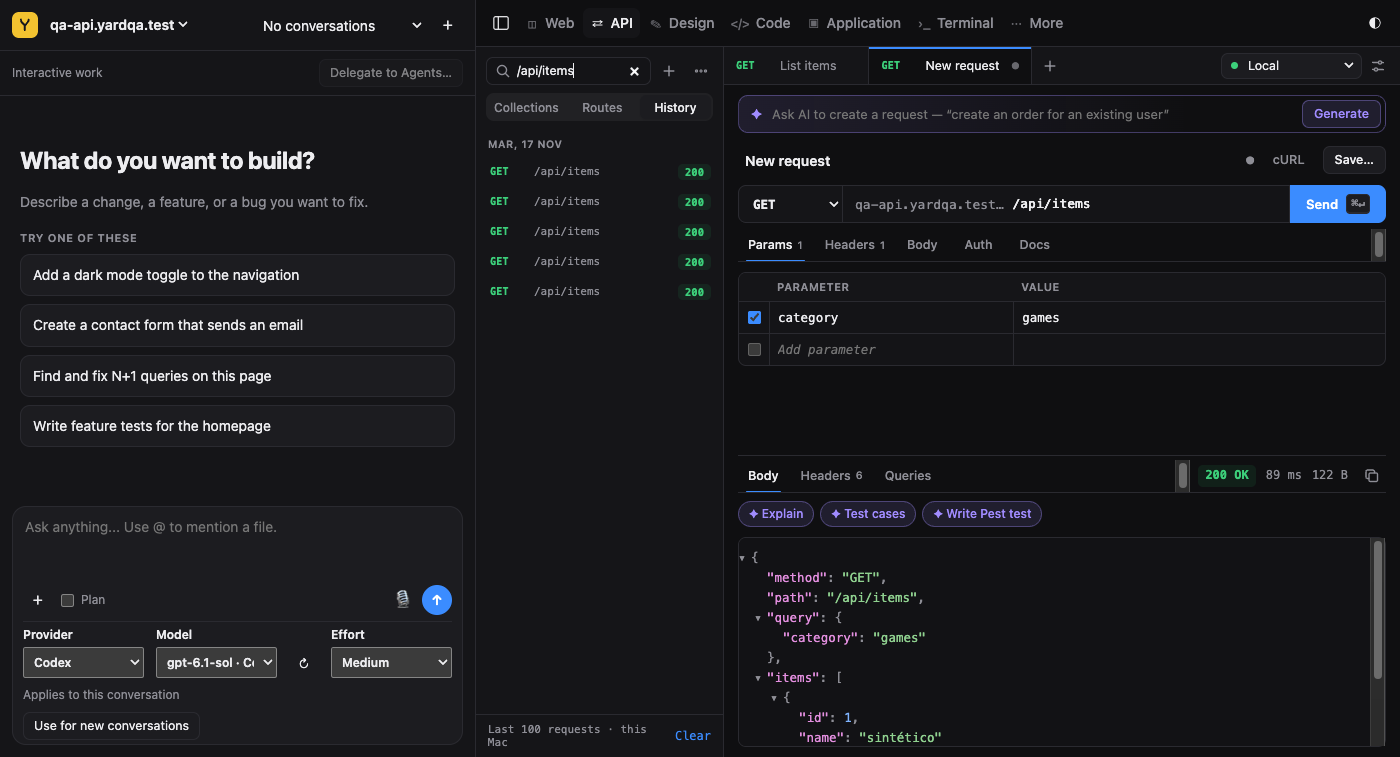 Y qa-api.yardqa.test
No conversations
+
Interactive work
Delegate to Agents...
What do you want to build?
Describe a change, a feature, or a bug you want to fix.
TRY ONE OF THESE
Add a dark mode toggle to the navigation
Create a contact form that sends an email
Find and fix N+1 queries on this page
Write feature tests for the homepage
Ask anything... Use @ to mention a file.
+ Plan
Provider Model Effort
Codex gpt-6.1-sol · Medium
Applies to this conversation
Use for new conversations
Web API Design </> Code Application >_ Terminal ··· More
/api/items
Collections Routes History
MAR, 17 NOV
GET /api/items 200
GET /api/items 200
GET /api/items 200
GET /api/items 200
GET /api/items 200
Last 100 requests · this
Mac
Clear
GET List items GET New request +
Local
Ask AI to create a request — “create an order for an existing user”
Generate
New request cURL Save...
GET qa-api.yardqa.test… /api/items Send ⌘↵
Params 1 Headers 1 Body Auth Docs
PARAMETER VALUE
category games
Add parameter
Body Headers 6 Queries 200 OK 89 ms 122 B
Explain Test cases Write Pest test
{
"method": "GET",
"path": "/api/items",
"query": {
"category": "games"
},
"items": [
{
"id": 1,
"name": "sintético"